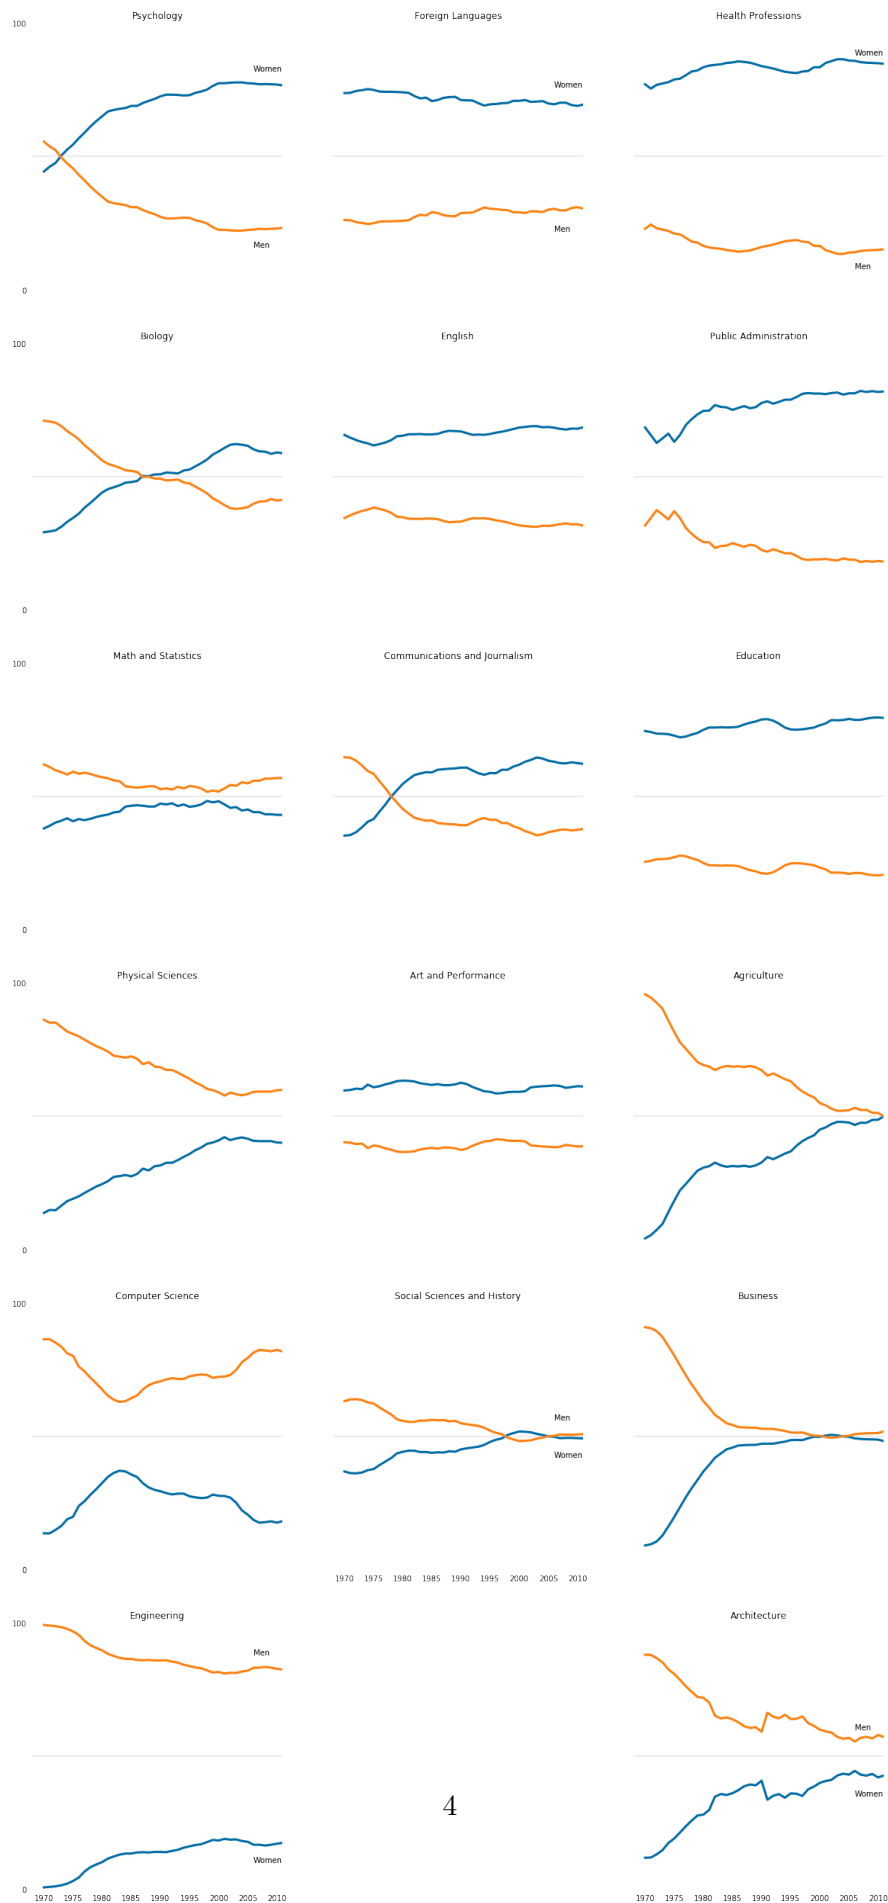 Psychology
Foreign Languages
Health Professions
100
Women
Women
Women
Men
Men
Men
0
Biology
English
Public Administration
100
0
Math and Statistics
Communications and Journalism
Education
100
0
Physical Sciences
Art and Performance
Agriculture
100
0
Computer Science
Social Sciences and History
Business
100
Men
Women
0
1970 1975 1980 1985 1990 1995 2000 2005 2010
Engineering
Architecture
100
Men
Men
Women
4
Women
0
1970 1975 1980 1985 1990 1995 2000 2005 2010
1970 1975 1980 1985 1990 1995 2000 2005 2010